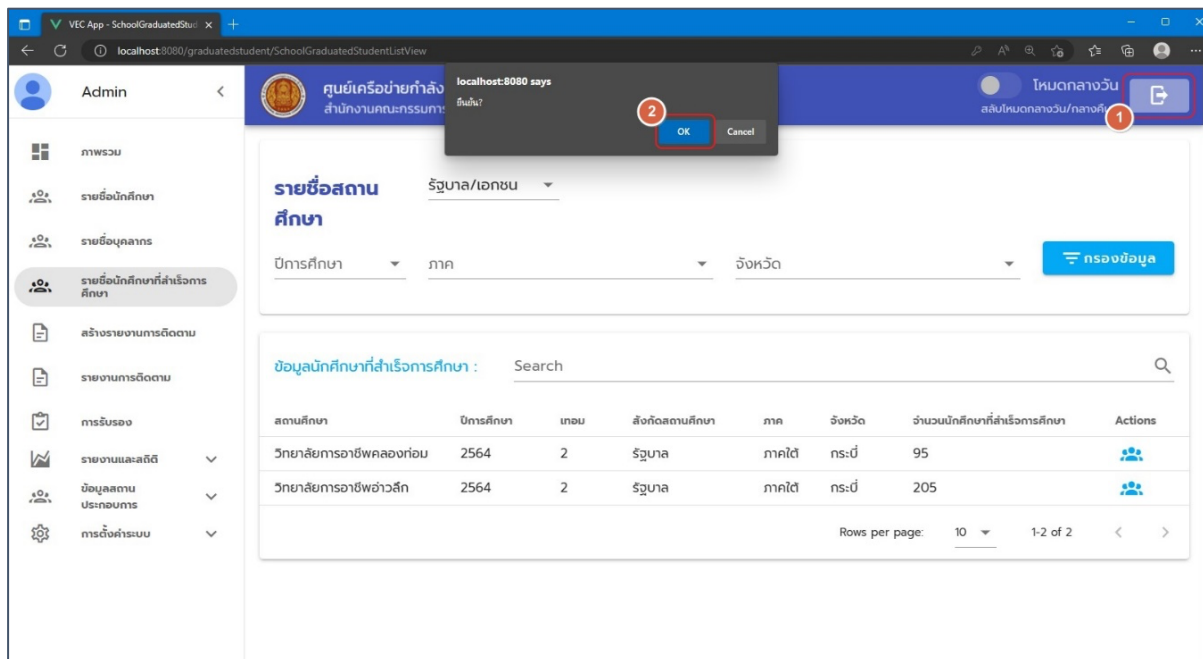 VEC App - SchoolGraduatedStud
localhost:8080/graduatedstudent/SchoolGraduatedStudentListView
Admin
ศูนย์เครือข่ายกำลัง
สำนักงานคณะกรรมการ
localhost:8080 says
ยืนยัน?
2
OK
Cancel
โหมดกลางวัน
สลับโหมดกลางวัน/กลางคืน
1
ภาพรวม
รายชื่อนักศึกษา
รายชื่อบุคลากร
รายชื่อนักศึกษาที่สำเร็จการ
ศึกษา
สร้างรายงานการติดตาม
รายงานการติดตาม
การรับรอง
รายงานและสถิติ
ข้อมูลสถาน
ประกอบการ
การตั้งค่าระบบ
รายชื่อสถาน
ศึกษา
รัฐบาล/เอกชน
ปีการศึกษา ภาค จังหวัด กรองข้อมูล
ข้อมูลนักศึกษาที่สำเร็จการศึกษา : Search
สถานศึกษา ปีการศึกษา เทอม สังกัดสถานศึกษา ภาค จังหวัด จำนวนนักศึกษาที่สำเร็จการศึกษา Actions
วิทยาลัยการอาชีพคลองท่อม 2564 2 รัฐบาล ภาคใต้ กระบี่ 95
วิทยาลัยการอาชีพอ่าวลึก 2564 2 รัฐบาล ภาคใต้ กระบี่ 205
Rows per page: 10 1-2 of 2